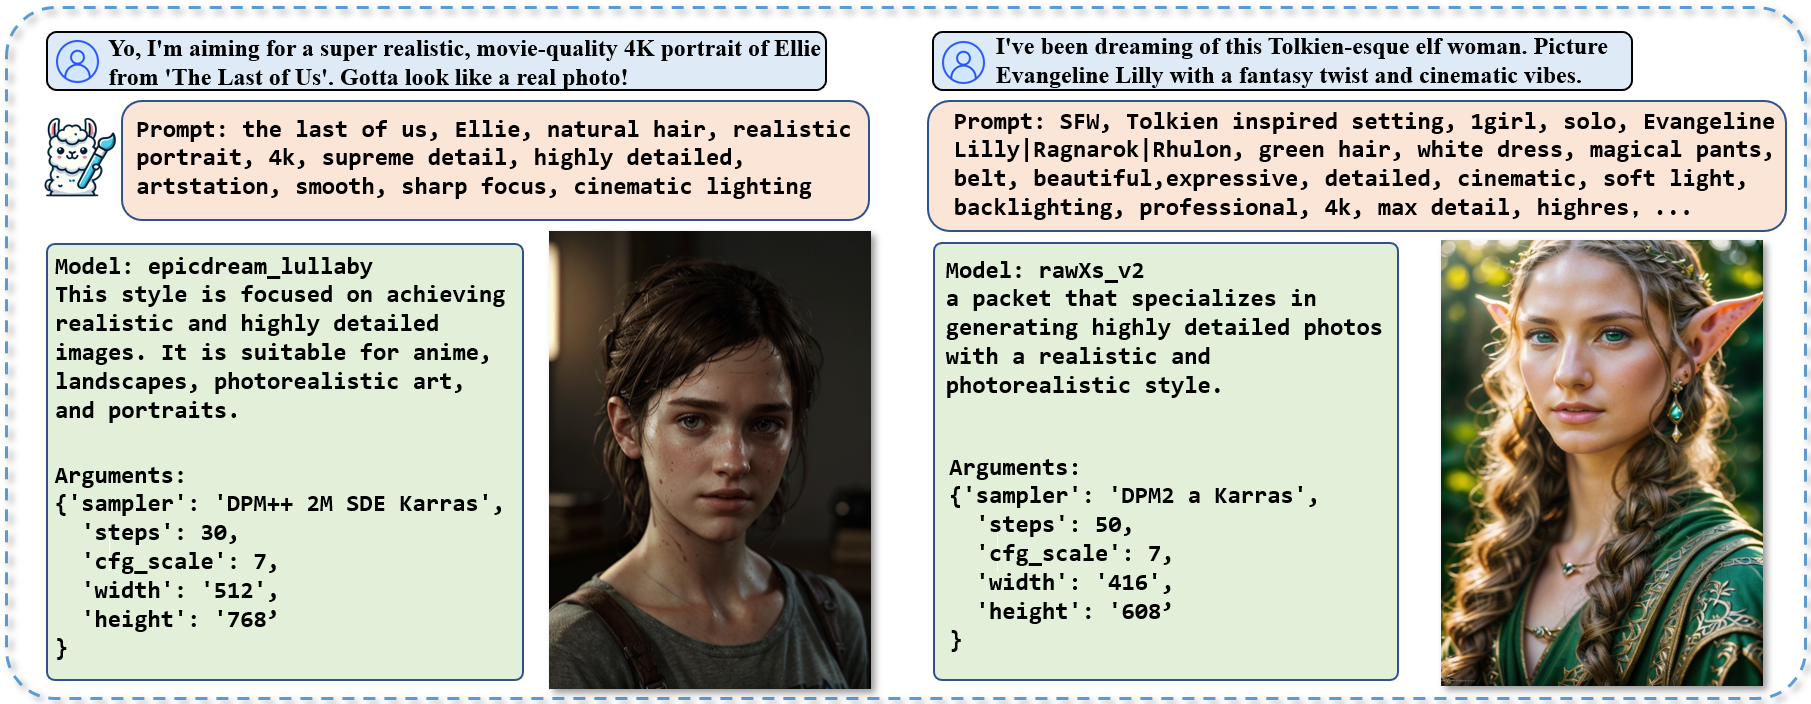 Yo, I'm aiming for a super realistic, movie-quality 4K portrait of Ellie
from 'The Last of Us'. Gotta look like a real photo!
Prompt: the last of us, Ellie, natural hair, realistic
portrait, 4k, supreme detail, highly detailed,
artstation, smooth, sharp focus, cinematic lighting
Model: epicdream_lullaby
This style is focused on achieving
realistic and highly detailed
images. It is suitable for anime,
landscapes, photorealistic art,
and portraits.
Arguments:
{'sampler': 'DPM++ 2M SDE Karras',
'steps': 30,
'cfg_scale': 7,
'width': '512',
'height': '768’
}
I've been dreaming of this Tolkien-esque elf woman. Picture
Evangeline Lilly with a fantasy twist and cinematic vibes.
Prompt: SFW, Tolkien inspired setting, 1girl, solo, Evangeline
Lilly|Ragnarok|Rhulon, green hair, white dress, magical pants,
belt, beautiful,expressive, detailed, cinematic, soft light,
backlighting, professional, 4k, max detail, highres, ...
Model: rawXs_v2
a packet that specializes in
generating highly detailed photos
with a realistic and
photorealistic style.
Arguments:
{'sampler': 'DPM2 a Karras',
'steps': 50,
'cfg_scale': 7,
'width': '416',
'height': '608’
}